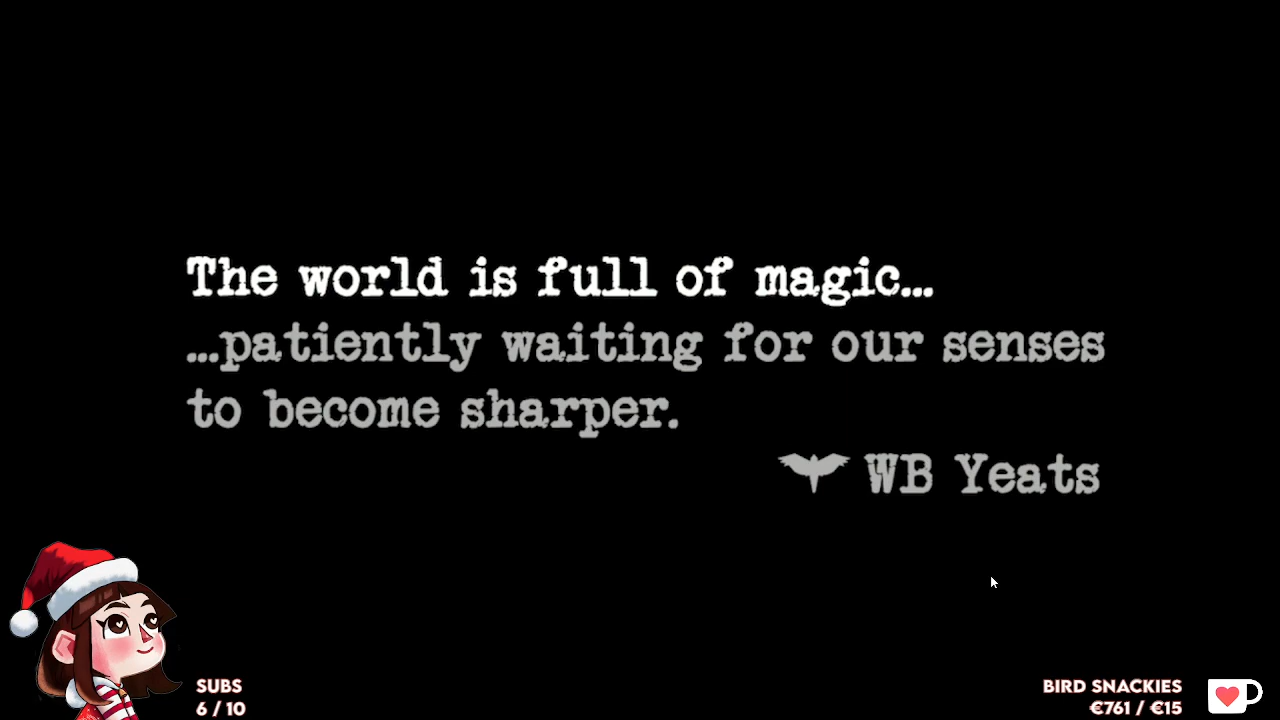 The world is full of magic...
...patiently waiting for our senses
to become sharper.
WB Yeats
SUBS
6 / 10
BIRD SNACKIES
€761 / €15